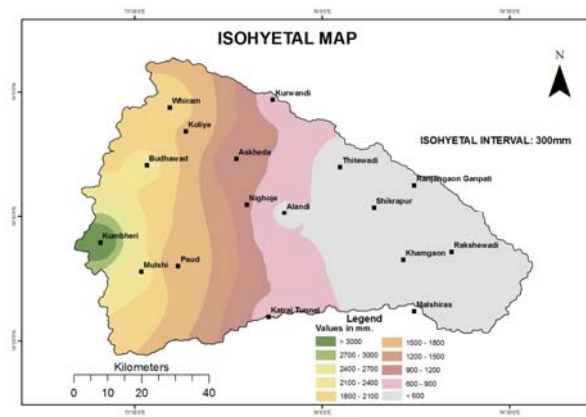 ISOHYETAL MAP
N
Kurwandi
Whiram
Koliya
ISOHYETAL INTERVAL: 300mm
Askheda
Budhawad
Thitewadi
Ranjangaon Ganpati
Nighoje
Alandi
Shikrapur
Kumbheri
Rakshewadi
Khamgaon
Paud
Mulshi
Katraj Tunnel
Malshiras
Legend
Values in mm.
> 3000
2700 - 3000
2400 - 2700
2100 - 2400
1800 - 2100
1500 - 1800
1200 - 1500
900 - 1200
600 - 900
< 600
Kilometers
0 10 20 40